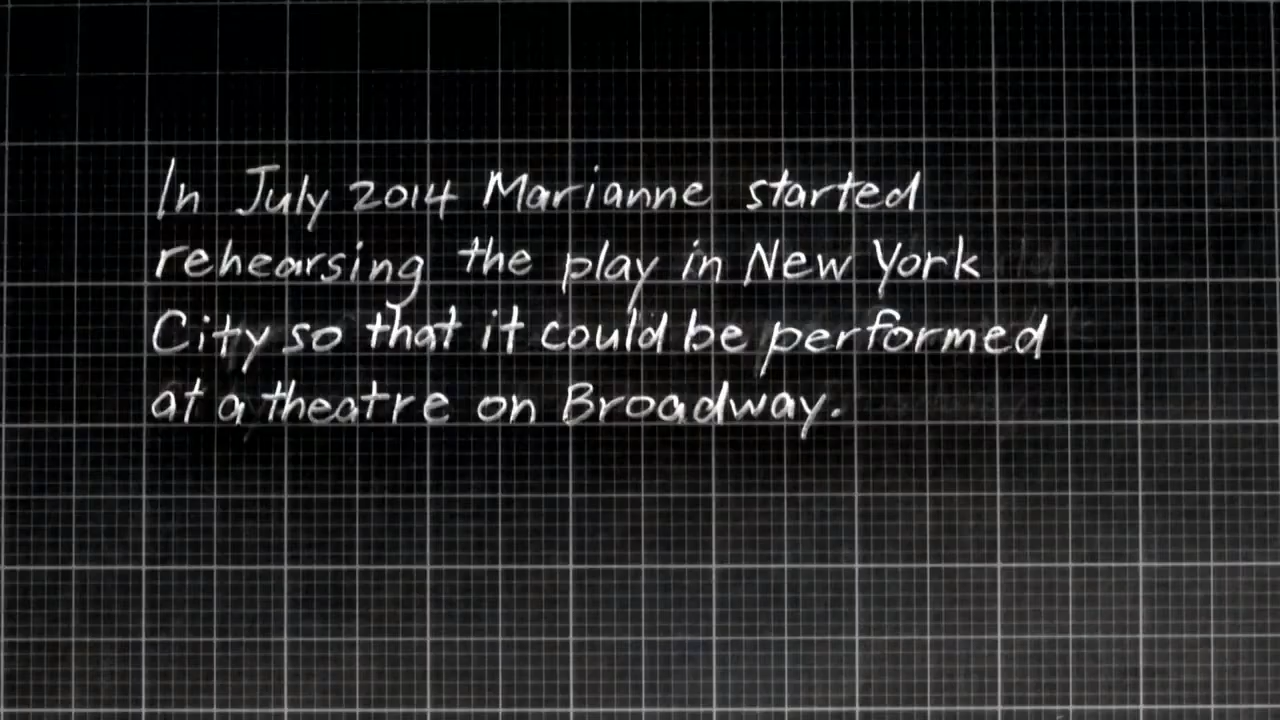 In July 2014 Marianne started
rehearsing the play in New York
City so that it could be performed
at a theatre on Broadway.